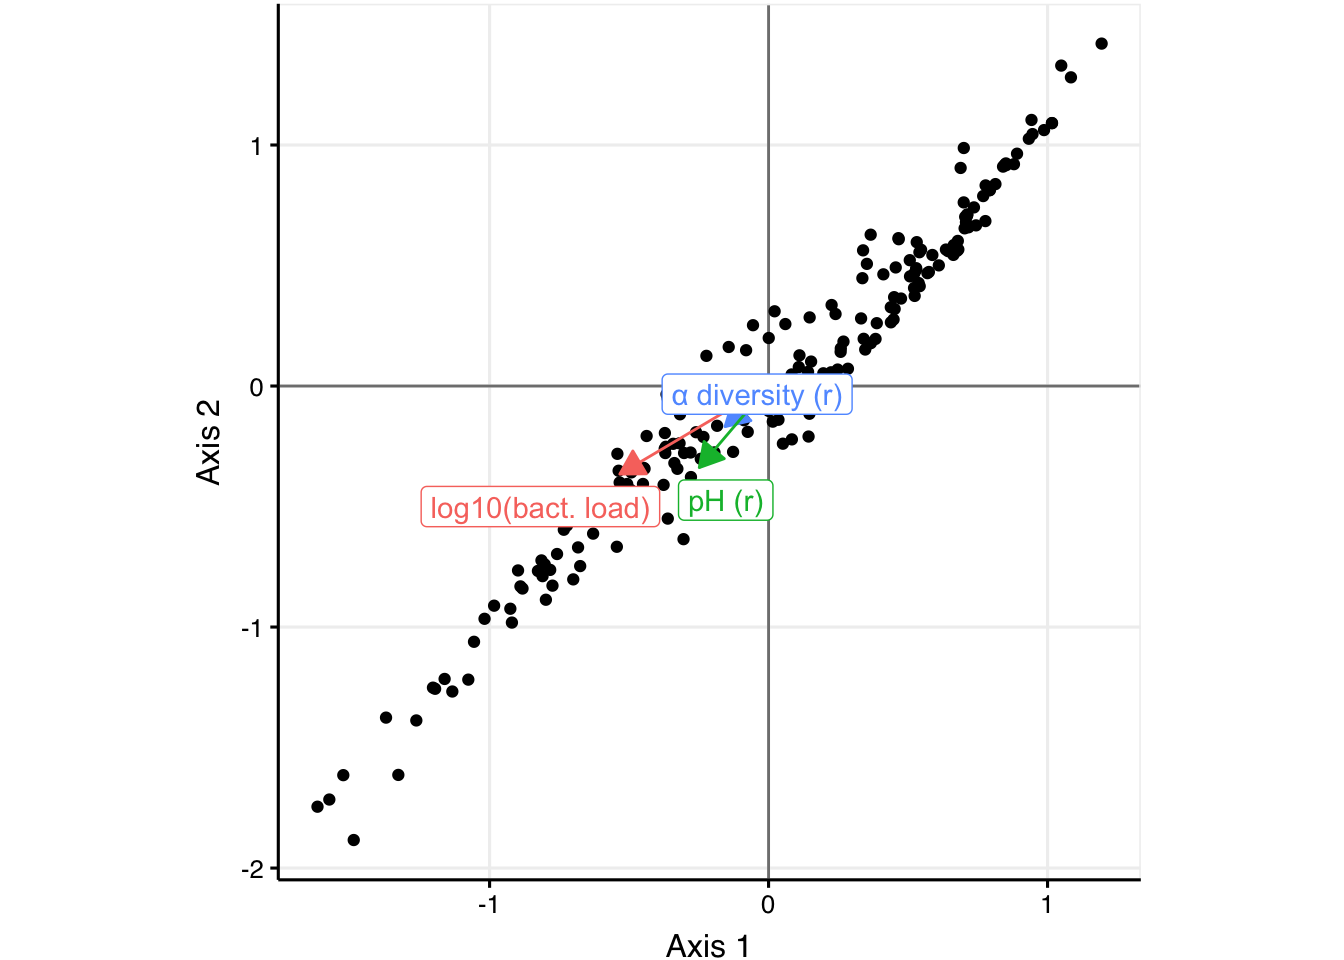 1
0
-1
-2
Axis 2
α diversity (r)
log10(bact. load)
pH (r)
-1
0
1
Axis 1